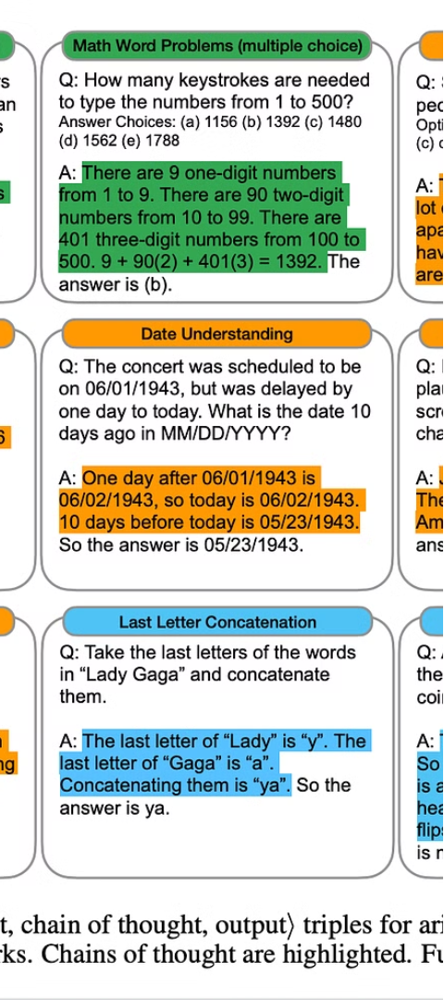 Math Word Problems (multiple choice)
Q: How many keystrokes are needed
to type the numbers from 1 to 500?
Answer Choices: (a) 1156 (b) 1392 (c) 1480
(d) 1562 (e) 1788
A: There are 9 one-digit numbers
from 1 to 9. There are 90 two-digit
numbers from 10 to 99. There are
401 three-digit numbers from 100 to
500. 9 + 90(2) + 401(3) = 1392. The
answer is (b).
Date Understanding
Q: The concert was scheduled to be
on 06/01/1943, but was delayed by
one day to today. What is the date 10
days ago in MM/DD/YYYY?
A: One day after 06/01/1943 is
06/02/1943, so today is 06/02/1943.
10 days before today is 05/23/1943.
So the answer is 05/23/1943.
Last Letter Concatenation
Q: Take the last letters of the words
in “Lady Gaga” and concatenate
them.
A: The last letter of “Lady” is “y”. The
last letter of “Gaga” is “a”.
Concatenating them is “ya”. So the
answer is ya.
Q:
(c)
A:
lot
are
Q:
A:
The
Q:
the
A:
So
is a
is
t, chain of thought, output⟩ triples for
rks. Chains of thought are highlighted.